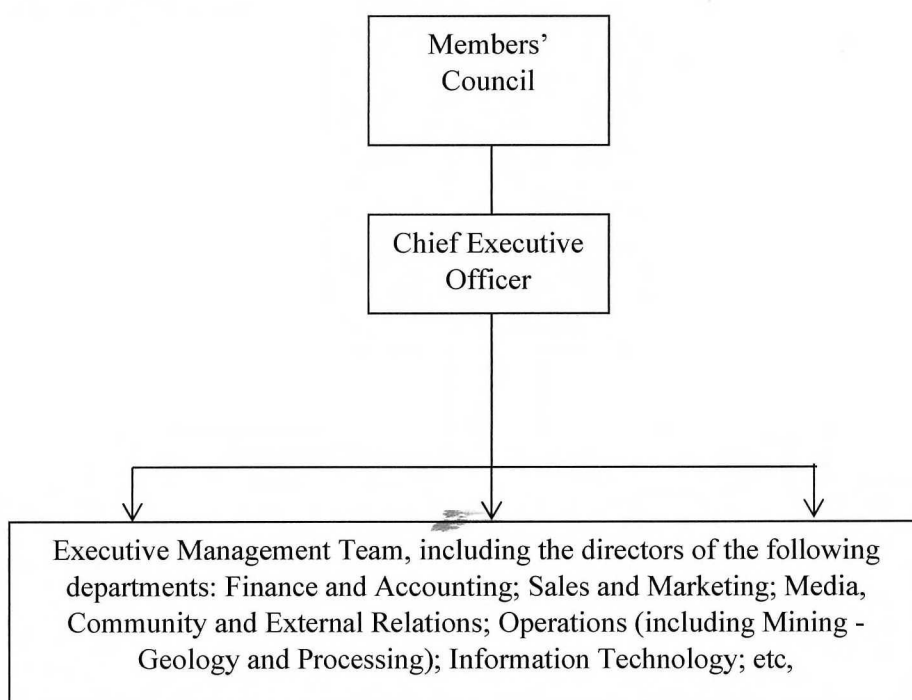 Members’
Council
Chief Executive
Officer
Executive Management Team, including the directors of the following
departments: Finance and Accounting; Sales and Marketing; Media,
Community and External Relations; Operations (including Mining -
Geology and Processing); Information Technology; etc,